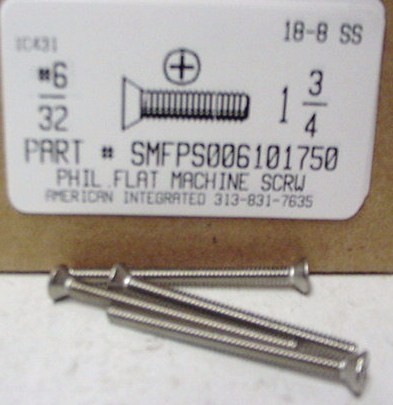 1C431
18-8 SS
#6
32
1 3/4
PART # SMFPS006101750
PHIL.FLAT MACHINE SCRW
AMERICAN INTEGRATED 313-831-7635